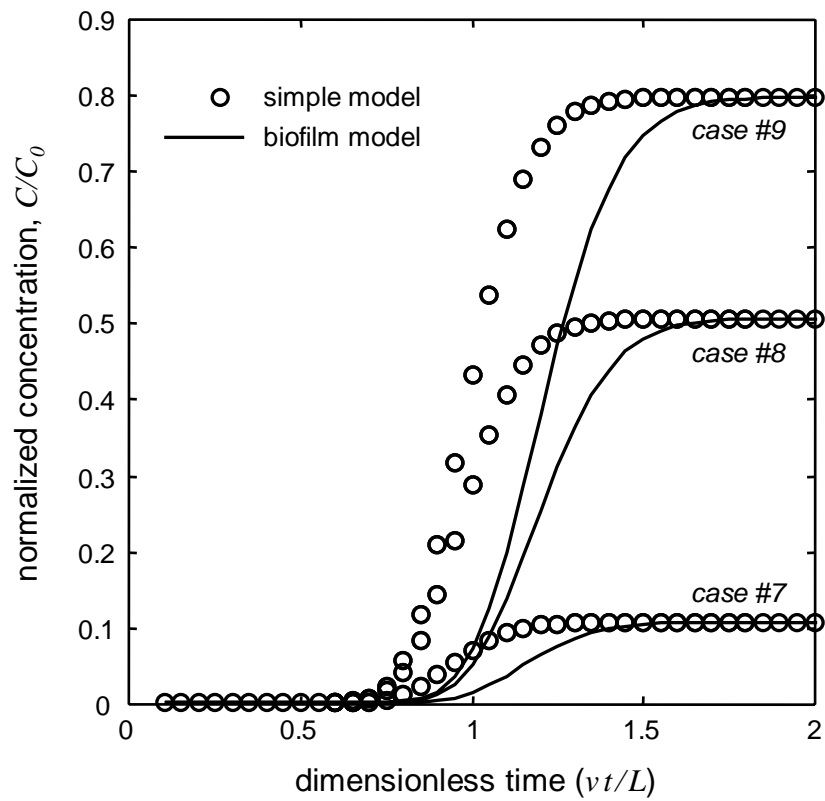 0.9
0.8
0.7
0.6
0.5
0.4
0.3
0.2
0.1
0
normalized concentration, C/C0
simple model
biofilm model
case #9
case #8
case #7
0 0.5 1 1.5 2
dimensionless time (v t/L)